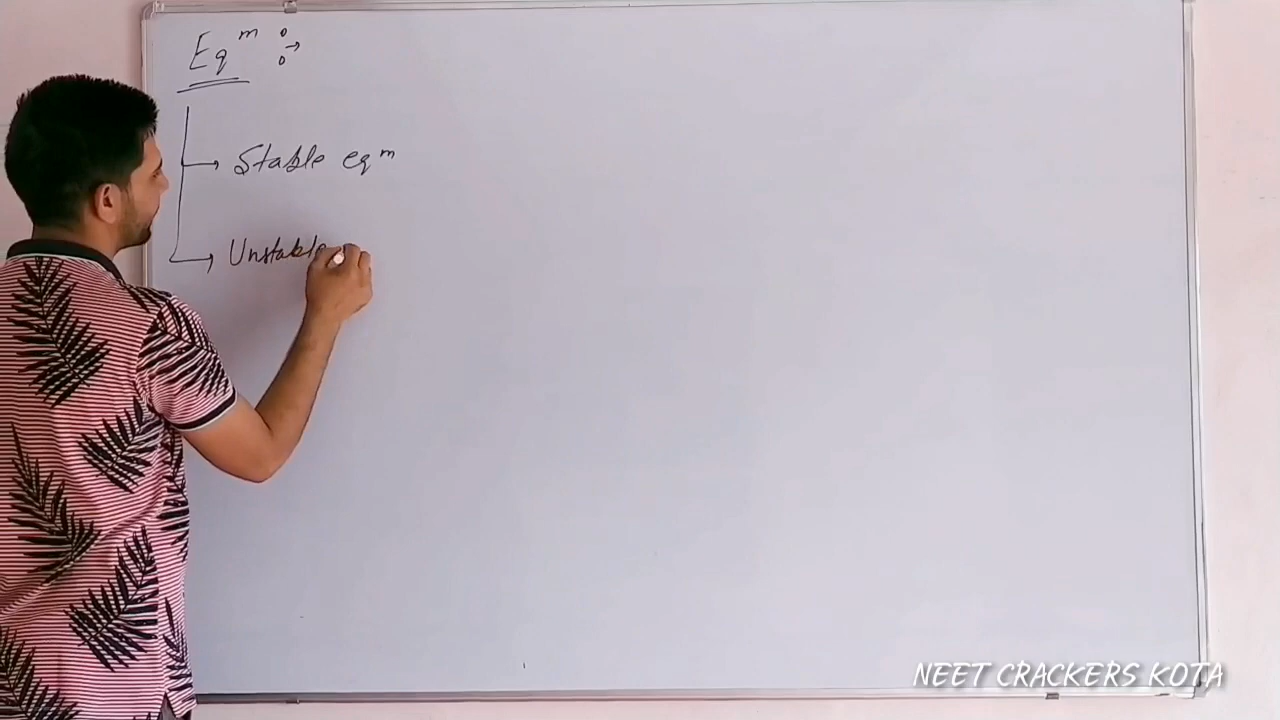 Eqᵐ :→
→ Stable eqᵐ
→ Unstable
NEET CRACKERS KOTA